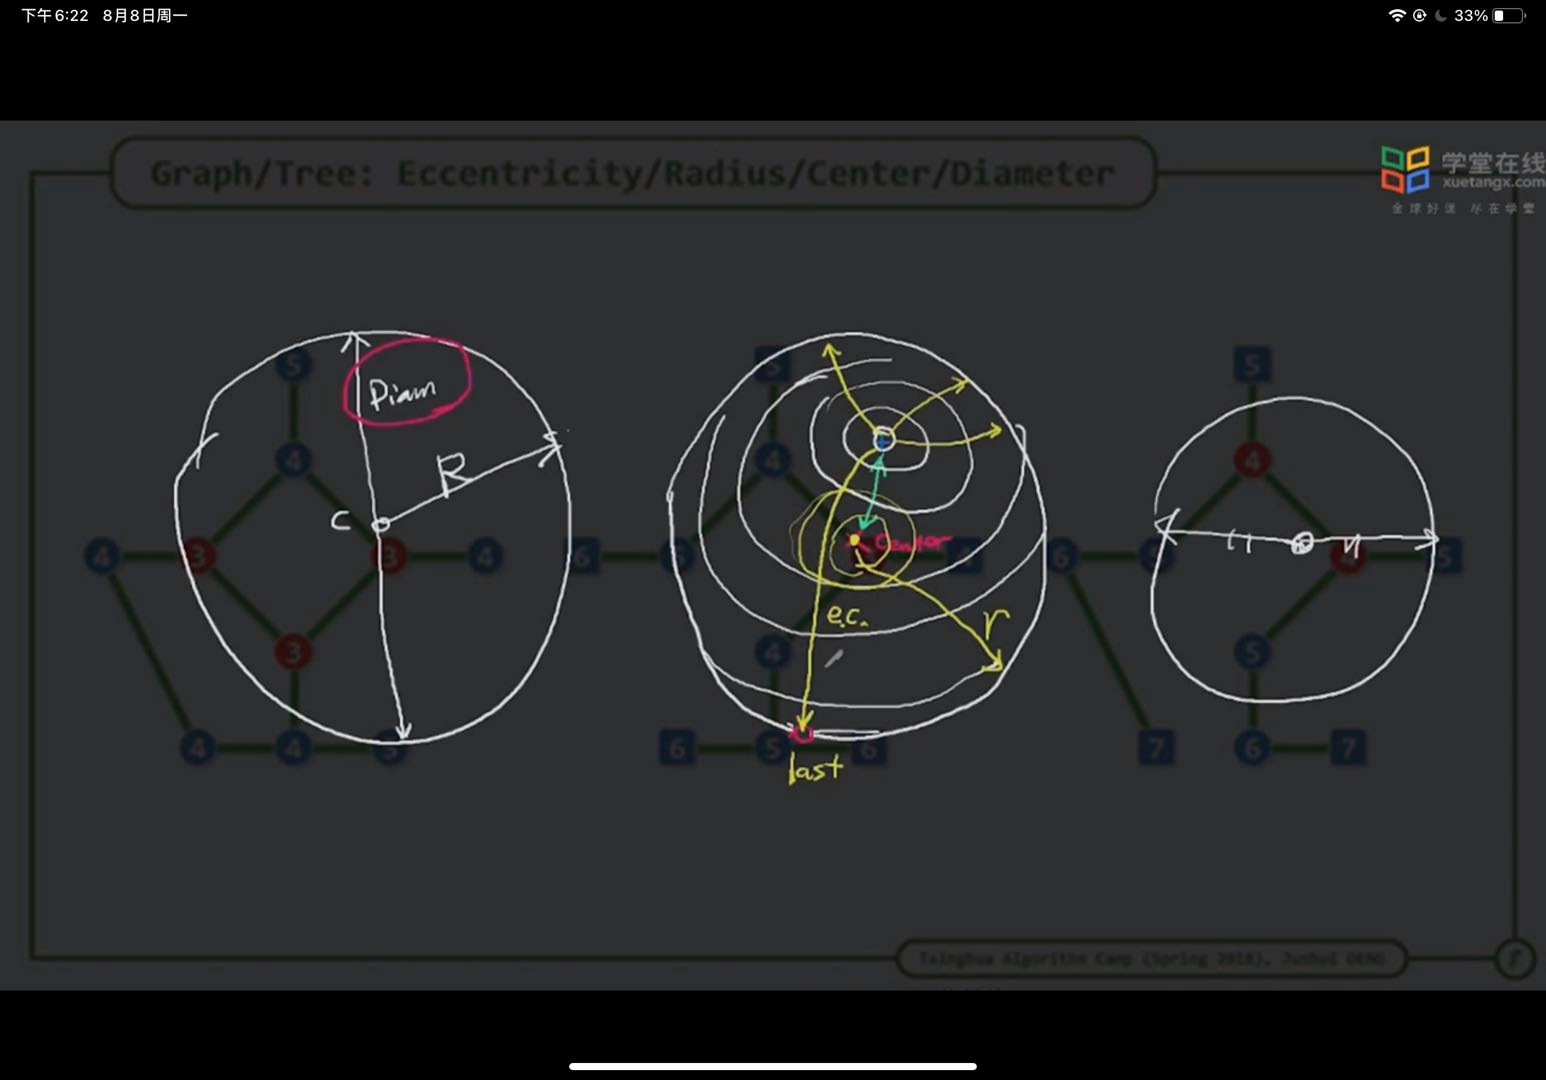 下午6:22 8月8日周一
33%
Graph/Tree: Eccentricity/Radius/Center/Diameter
学堂在线
xuetangx.com
全球好课 尽在学堂
5 5 5
Diam
4 4 4
R
C
4 3 3 4 6 6 Center 4 6 5 4 5
e.c. r
3 4 5
4 4 5 6 5 6 7 6 7
last
Tsinghua Algorithm Camp (Spring 2018), Junhui DENG